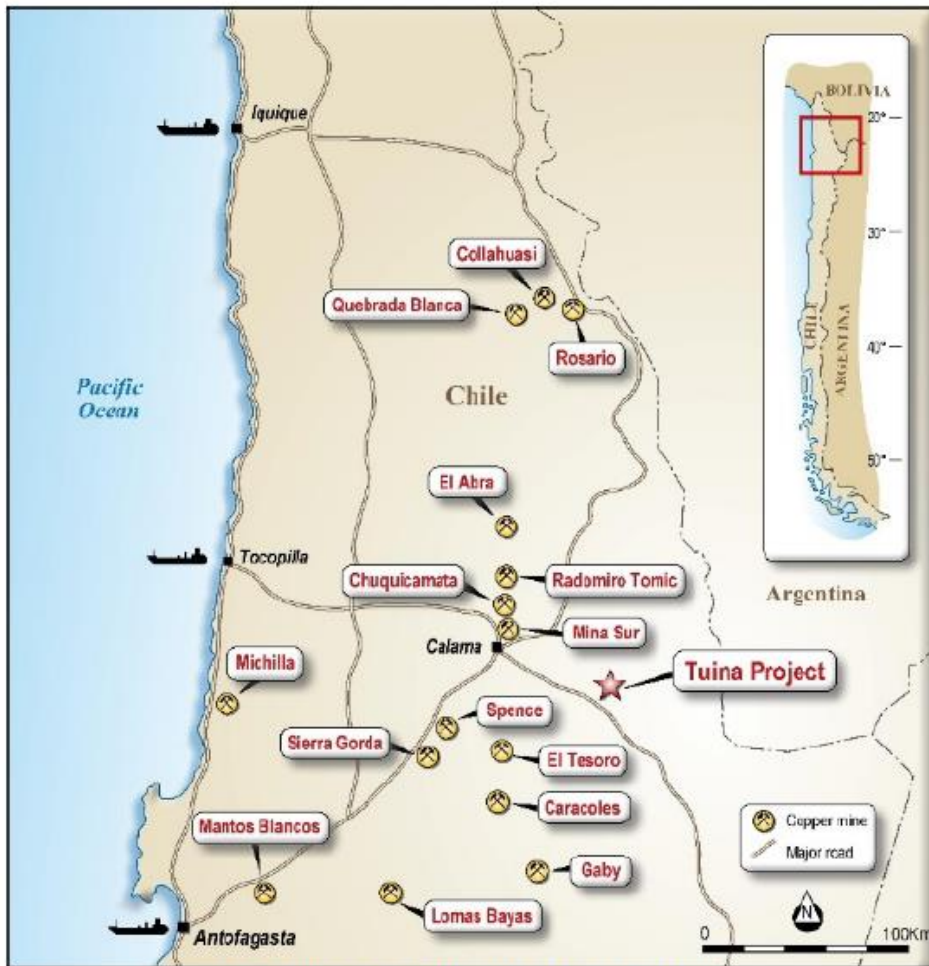 BOLIVIA
20°
Iquique
30°
Collahuasi
Quebrada Blanca
CHILE
ARGENTINA
Rosario
40°
Pacific
Ocean
Chile
50°
El Abra
Tocopilla
Radomiro Tomic
Chuquicamata
Argentina
Mina Sur
Calama
Michilla
Tuina Project
Spence
Sierra Gorda
El Tesoro
Caracoles
Mantos Blancos
Copper mine
Major road
Gaby
Lomas Bayas
N
Antofagasta
0 100Km